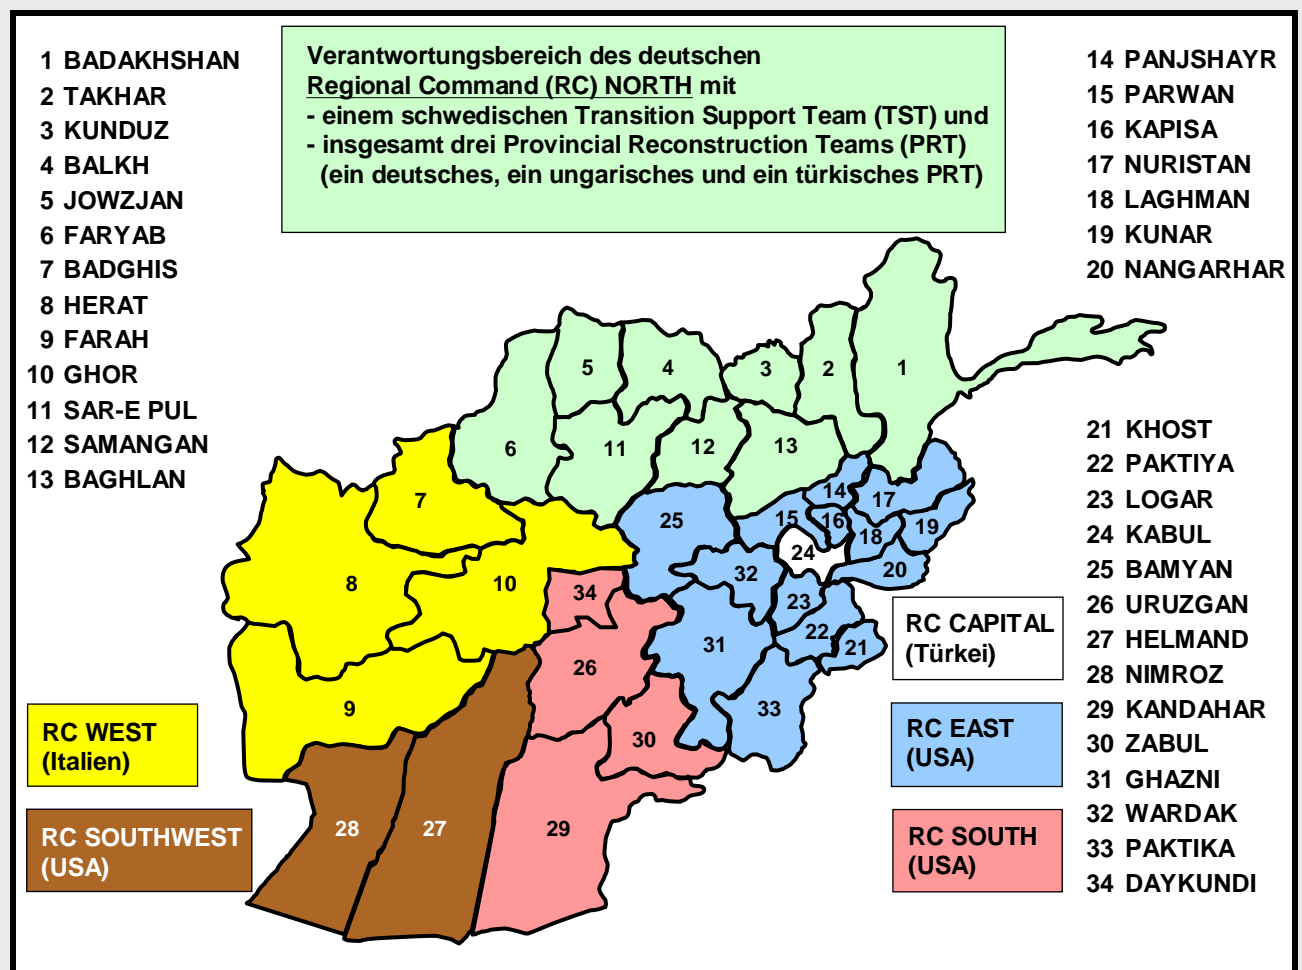 1 BADAKHSHAN
2 TAKHAR
3 KUNDUZ
4 BALKH
5 JOWZJAN
6 FARYAB
7 BADGHIS
8 HERAT
9 FARAH
10 GHOR
11 SAR-E PUL
12 SAMANGAN
13 BAGHLAN
Verantwortungsbereich des deutschen
Regional Command (RC) NORTH mit
- einem schwedischen Transition Support Team (TST) und
- insgesamt drei Provincial Reconstruction Teams (PRT)
(ein deutsches, ein ungarisches und ein türkisches PRT)
14 PANJSHAYR
15 PARWAN
16 KAPISA
17 NURISTAN
18 LAGHMAN
19 KUNAR
20 NANGARHAR
21 KHOST
22 PAKTIYA
23 LOGAR
24 KABUL
25 BAMYAN
26 URUZGAN
27 HELMAND
28 NIMROZ
29 KANDAHAR
30 ZABUL
31 GHAZNI
32 WARDAK
33 PAKTIKA
34 DAYKUNDI
5
4
3
2
1
6
11
12
13
7
25
14
17
15
16
18
19
24
20
8
10
34
32
23
22
21
31
26
9
33
30
28
27
29
RC WEST
(Italien)
RC SOUTHWEST
(USA)
RC CAPITAL
(Türkei)
RC EAST
(USA)
RC SOUTH
(USA)